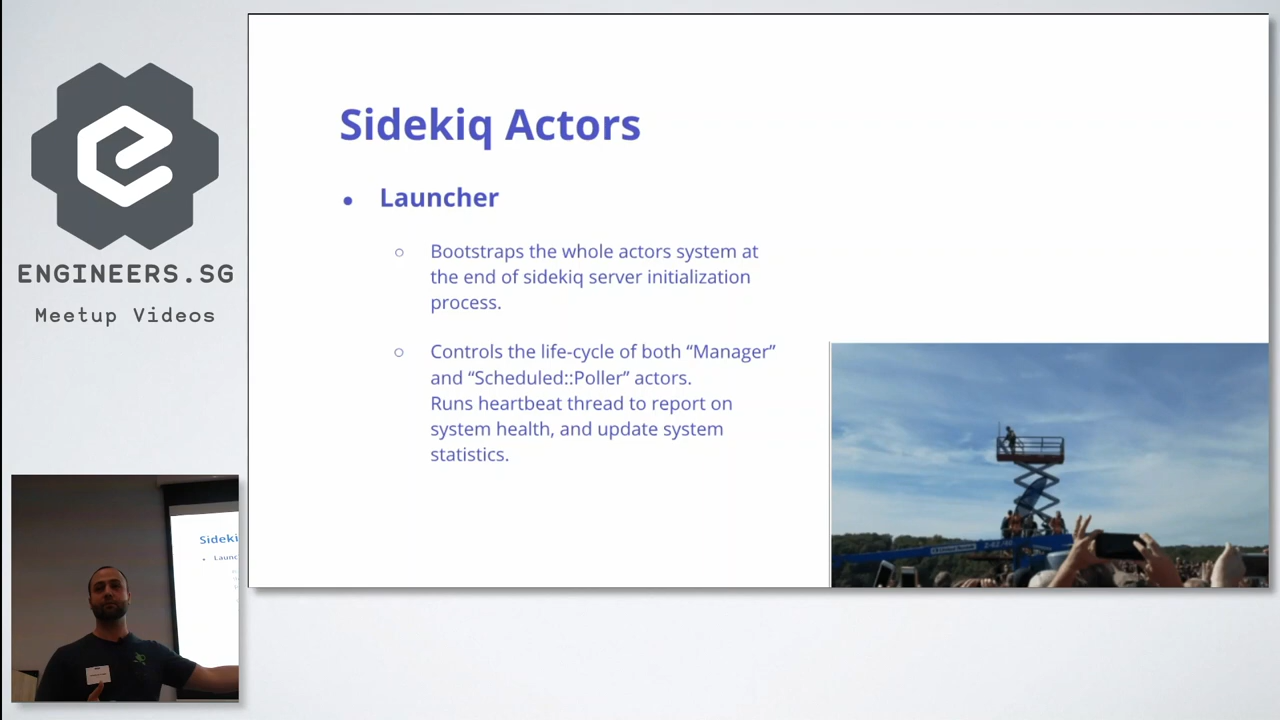 ENGINEERS.SG
Meetup Videos
Sidekiq Actors
Launcher
Bootstraps the whole actors system at
the end of sidekiq server initialization
process.
Controls the life-cycle of both “Manager”
and “Scheduled::Poller” actors.
Runs heartbeat thread to report on
system health, and update system
statistics.
Sideki
Launc